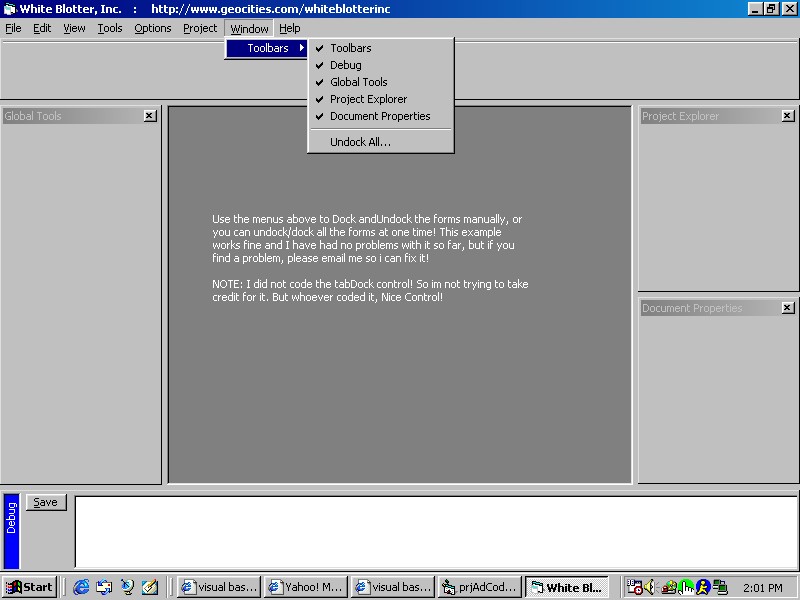 White Blotter, Inc.   :   http://www.geocities.com/whiteblotterinc
File Edit View Tools Options Project Window Help
Toolbars
Toolbars
Debug
Global Tools
Project Explorer
Document Properties
Undock All...
Global Tools
Project Explorer
Document Properties
Use the menus above to Dock andUndock the forms manually, or
you can undock/dock all the forms at one time! This example
works fine and I have had no problems with it so far, but if you
find a problem, please email me so i can fix it!
NOTE: I did not code the tabDock control! So im not trying to take
credit for it. But whoever coded it, Nice Control!
Debug
Save
Start
visual bas...
Yahoo! M...
visual bas...
prjAdCod...
White Bl...
2:01 PM